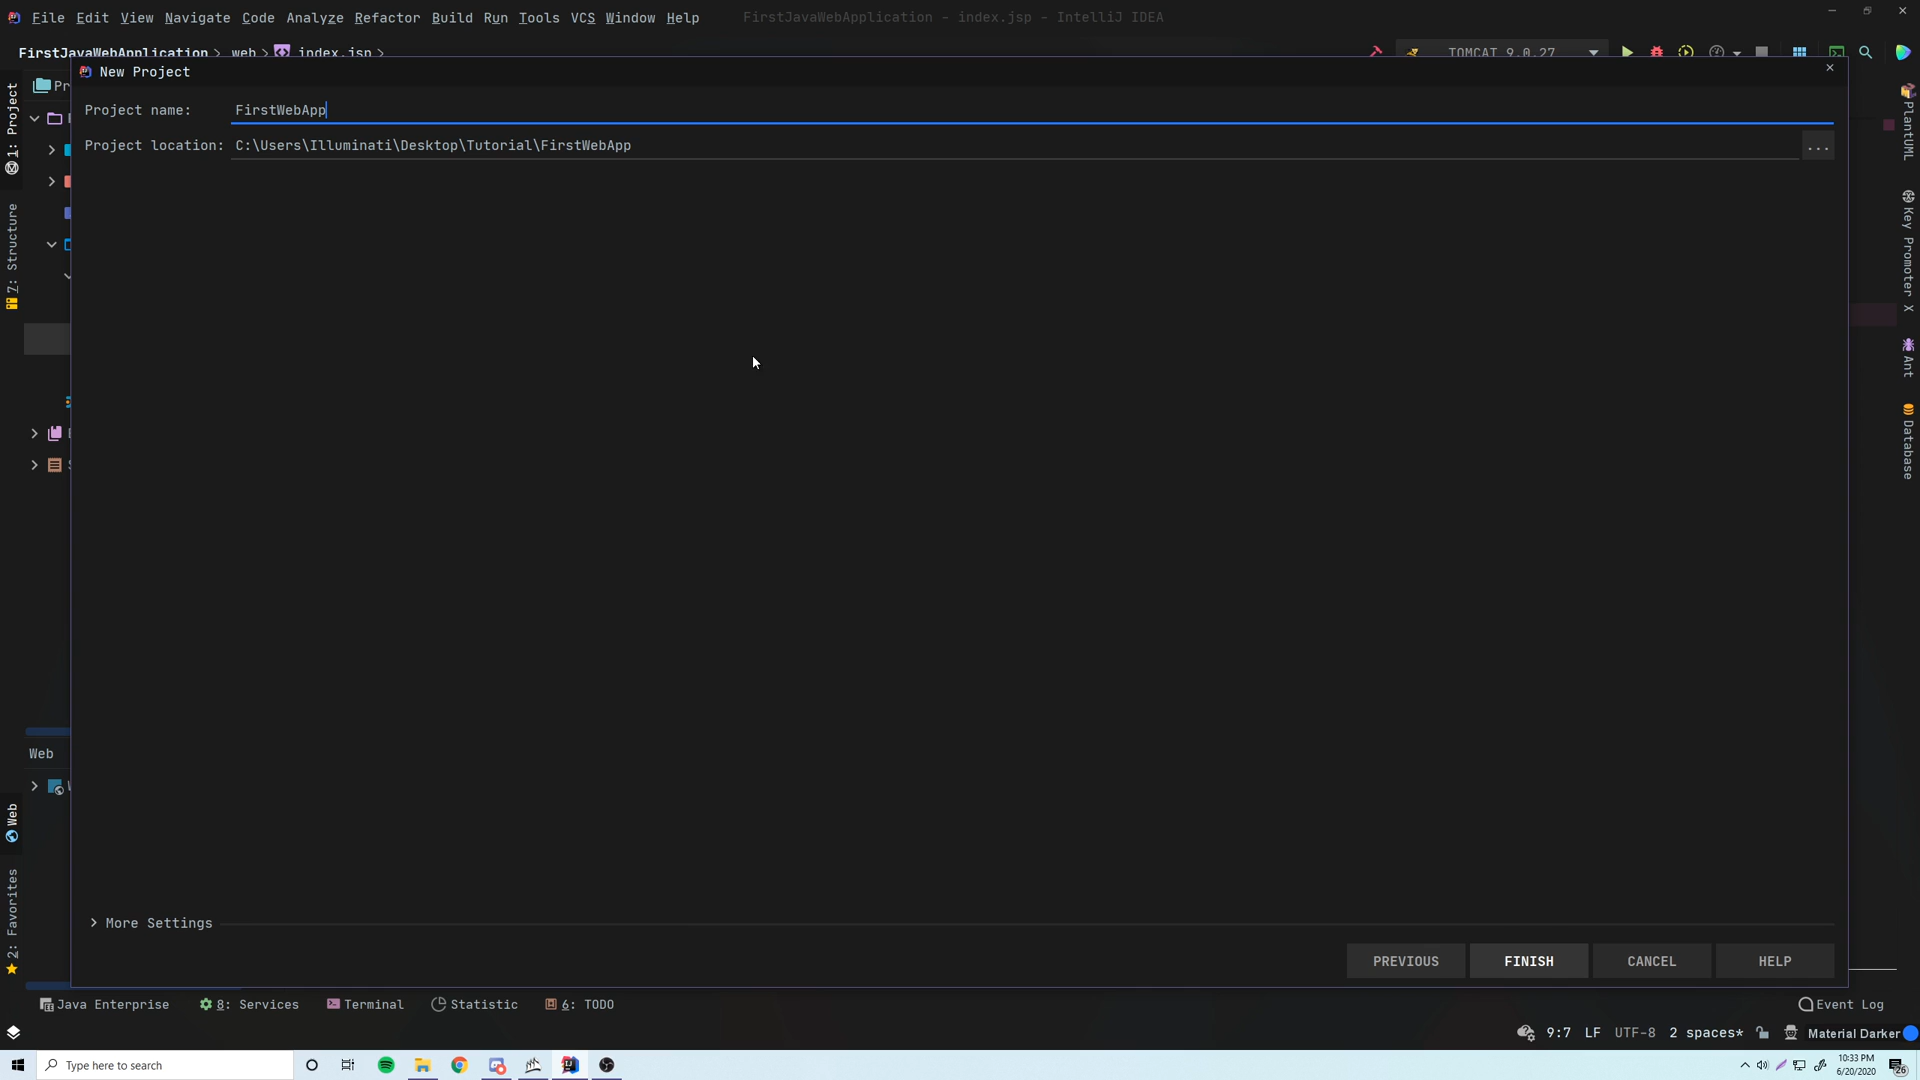 File Edit View Navigate Code Analyze Refactor Build Run Tools VCS Window Help FirstJavaWebApplication - index.jsp - IntelliJ IDEA
FirstJavaWebApplication > web > index.jsp >
TOMCAT 9.0.27
New Project
Project name: FirstWebApp
Project location: C:\Users\Illuminati\Desktop\Tutorial\FirstWebApp ...
Pr
1: Project
7: Structure
Web
Web
2: Favorites
PlantUML
Key Promoter X
Ant
Database
> More Settings
PREVIOUS FINISH CANCEL HELP
Java Enterprise 8: Services Terminal Statistic 6: TODO Event Log
9:7 LF UTF-8 2 spaces* Material Darker
Type here to search
10:33 PM
6/20/2020
26